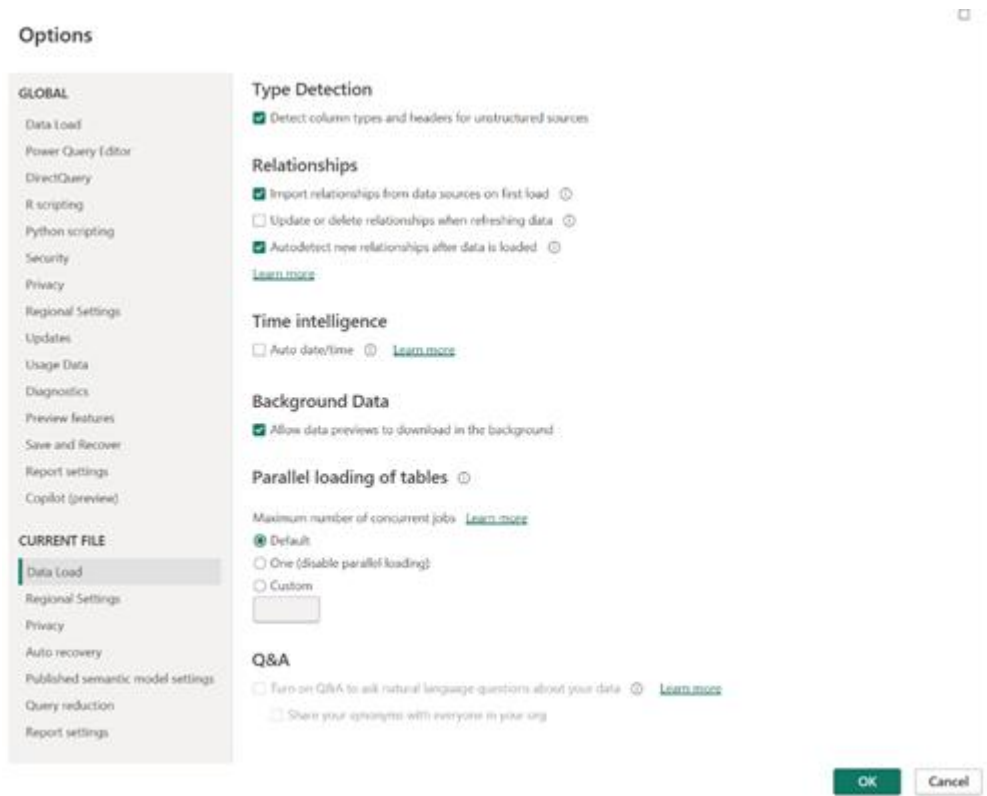 Options
GLOBAL
Data Load
Power Query Editor
DirectQuery
R scripting
Python scripting
Security
Privacy
Regional Settings
Updates
Usage Data
Diagnostics
Preview features
Save and Recover
Report settings
Copilot (preview)
CURRENT FILE
Data Load
Regional Settings
Privacy
Auto recovery
Published semantic model settings
Query reduction
Report settings
Type Detection
Detect column types and headers for unstructured sources
Relationships
Import relationships from data sources on first load
Update or delete relationships when refreshing data
Autodetect new relationships after data is loaded
Learn more
Time intelligence
Auto date/time Learn more
Background Data
Allow data previews to download in the background
Parallel loading of tables
Maximum number of concurrent jobs Learn more
Default
One (disable parallel loading)
Custom
Q&A
Turn on Q&A to ask natural language questions about your data Learn more
Share your synonyms with everyone in your org
OK Cancel